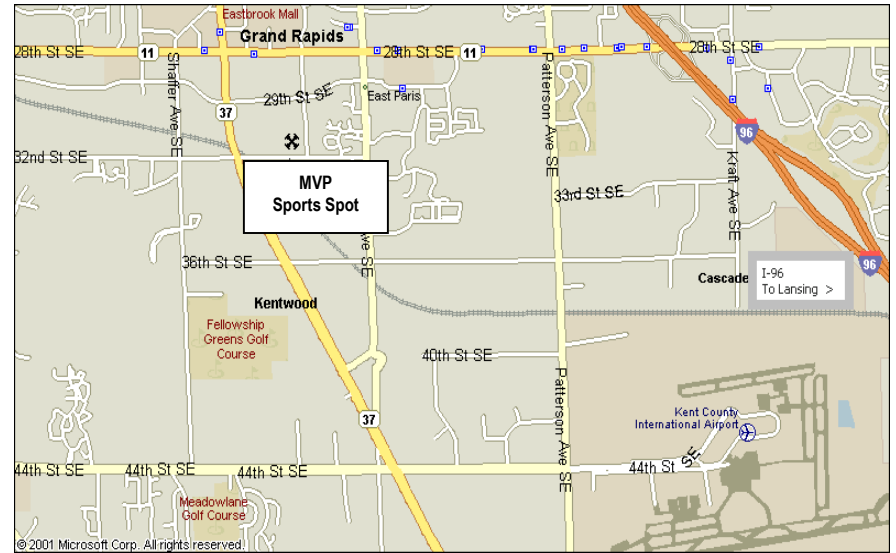 Eastbrook Mall
Grand Rapids
28th St SE
11
28th St SE
11
28th St SE
29th St SE
East Paris
37
Shaffer Ave SE
Patterson Ave SE
96
32nd St SE
MVP
Sports Spot
33rd St SE
Kraft Ave SE
Ave SE
36th St SE
96
Cascade
I-96
To Lansing >
Kentwood
Fellowship
Greens Golf
Course
40th St SE
Patterson Ave SE
37
Kent County
International Airport
44th St SE
44th St SE
44th St SE
44th St SE
Meadowlane
Golf Course
© 2001 Microsoft Corp. All rights reserved.